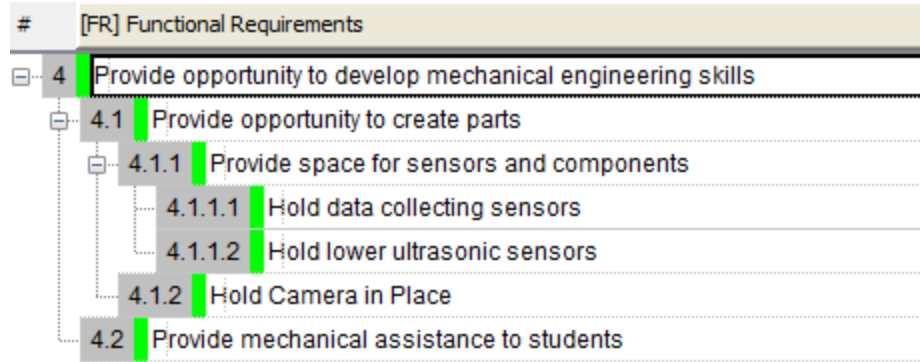 # [FR] Functional Requirements
4 Provide opportunity to develop mechanical engineering skills
4.1 Provide opportunity to create parts
4.1.1 Provide space for sensors and components
4.1.1.1 Hold data collecting sensors
4.1.1.2 Hold lower ultrasonic sensors
4.1.2 Hold Camera in Place
4.2 Provide mechanical assistance to students